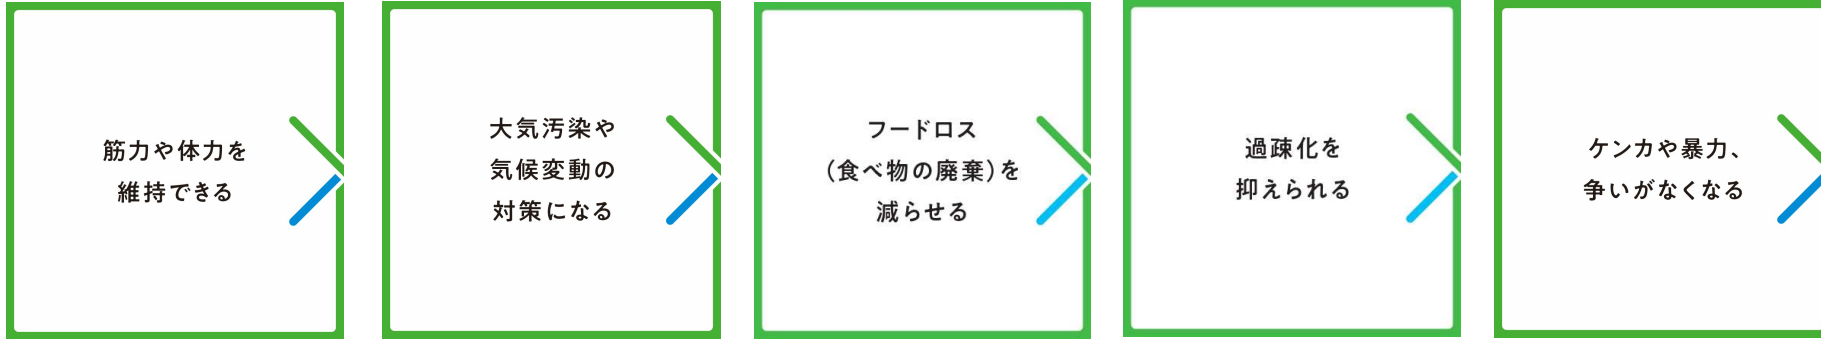 筋力や体力を
維持できる
大気汚染や
気候変動の
対策になる
フードロス
(食べ物の廃棄)を
減らせる
過疎化を
抑えられる
ケンカや暴力、
争いがなくなる